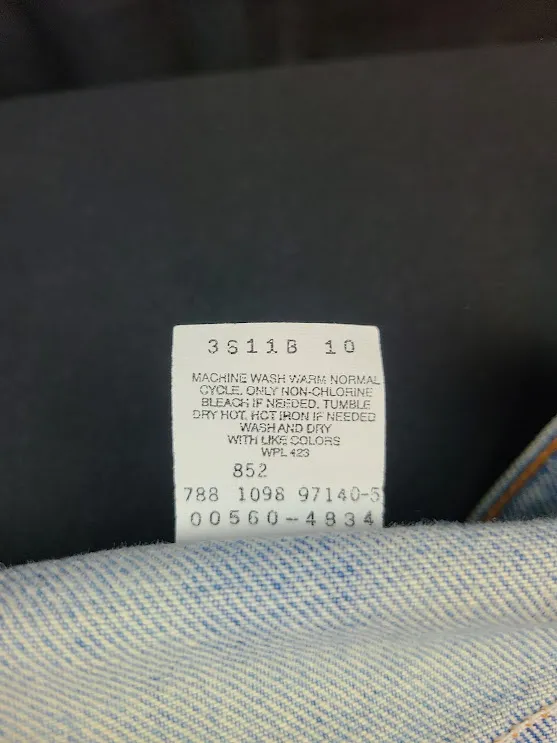 3S11B 10
MACHINE WASH WARM NORMAL
CYCLE. ONLY NON-CHLORINE
BLEACH IF NEEDED. TUMBLE
DRY HOT. HOT IRON IF NEEDED
WASH AND DRY
WITH LIKE COLORS
WPL 423
852
788 1098 97140-5
00560-4834